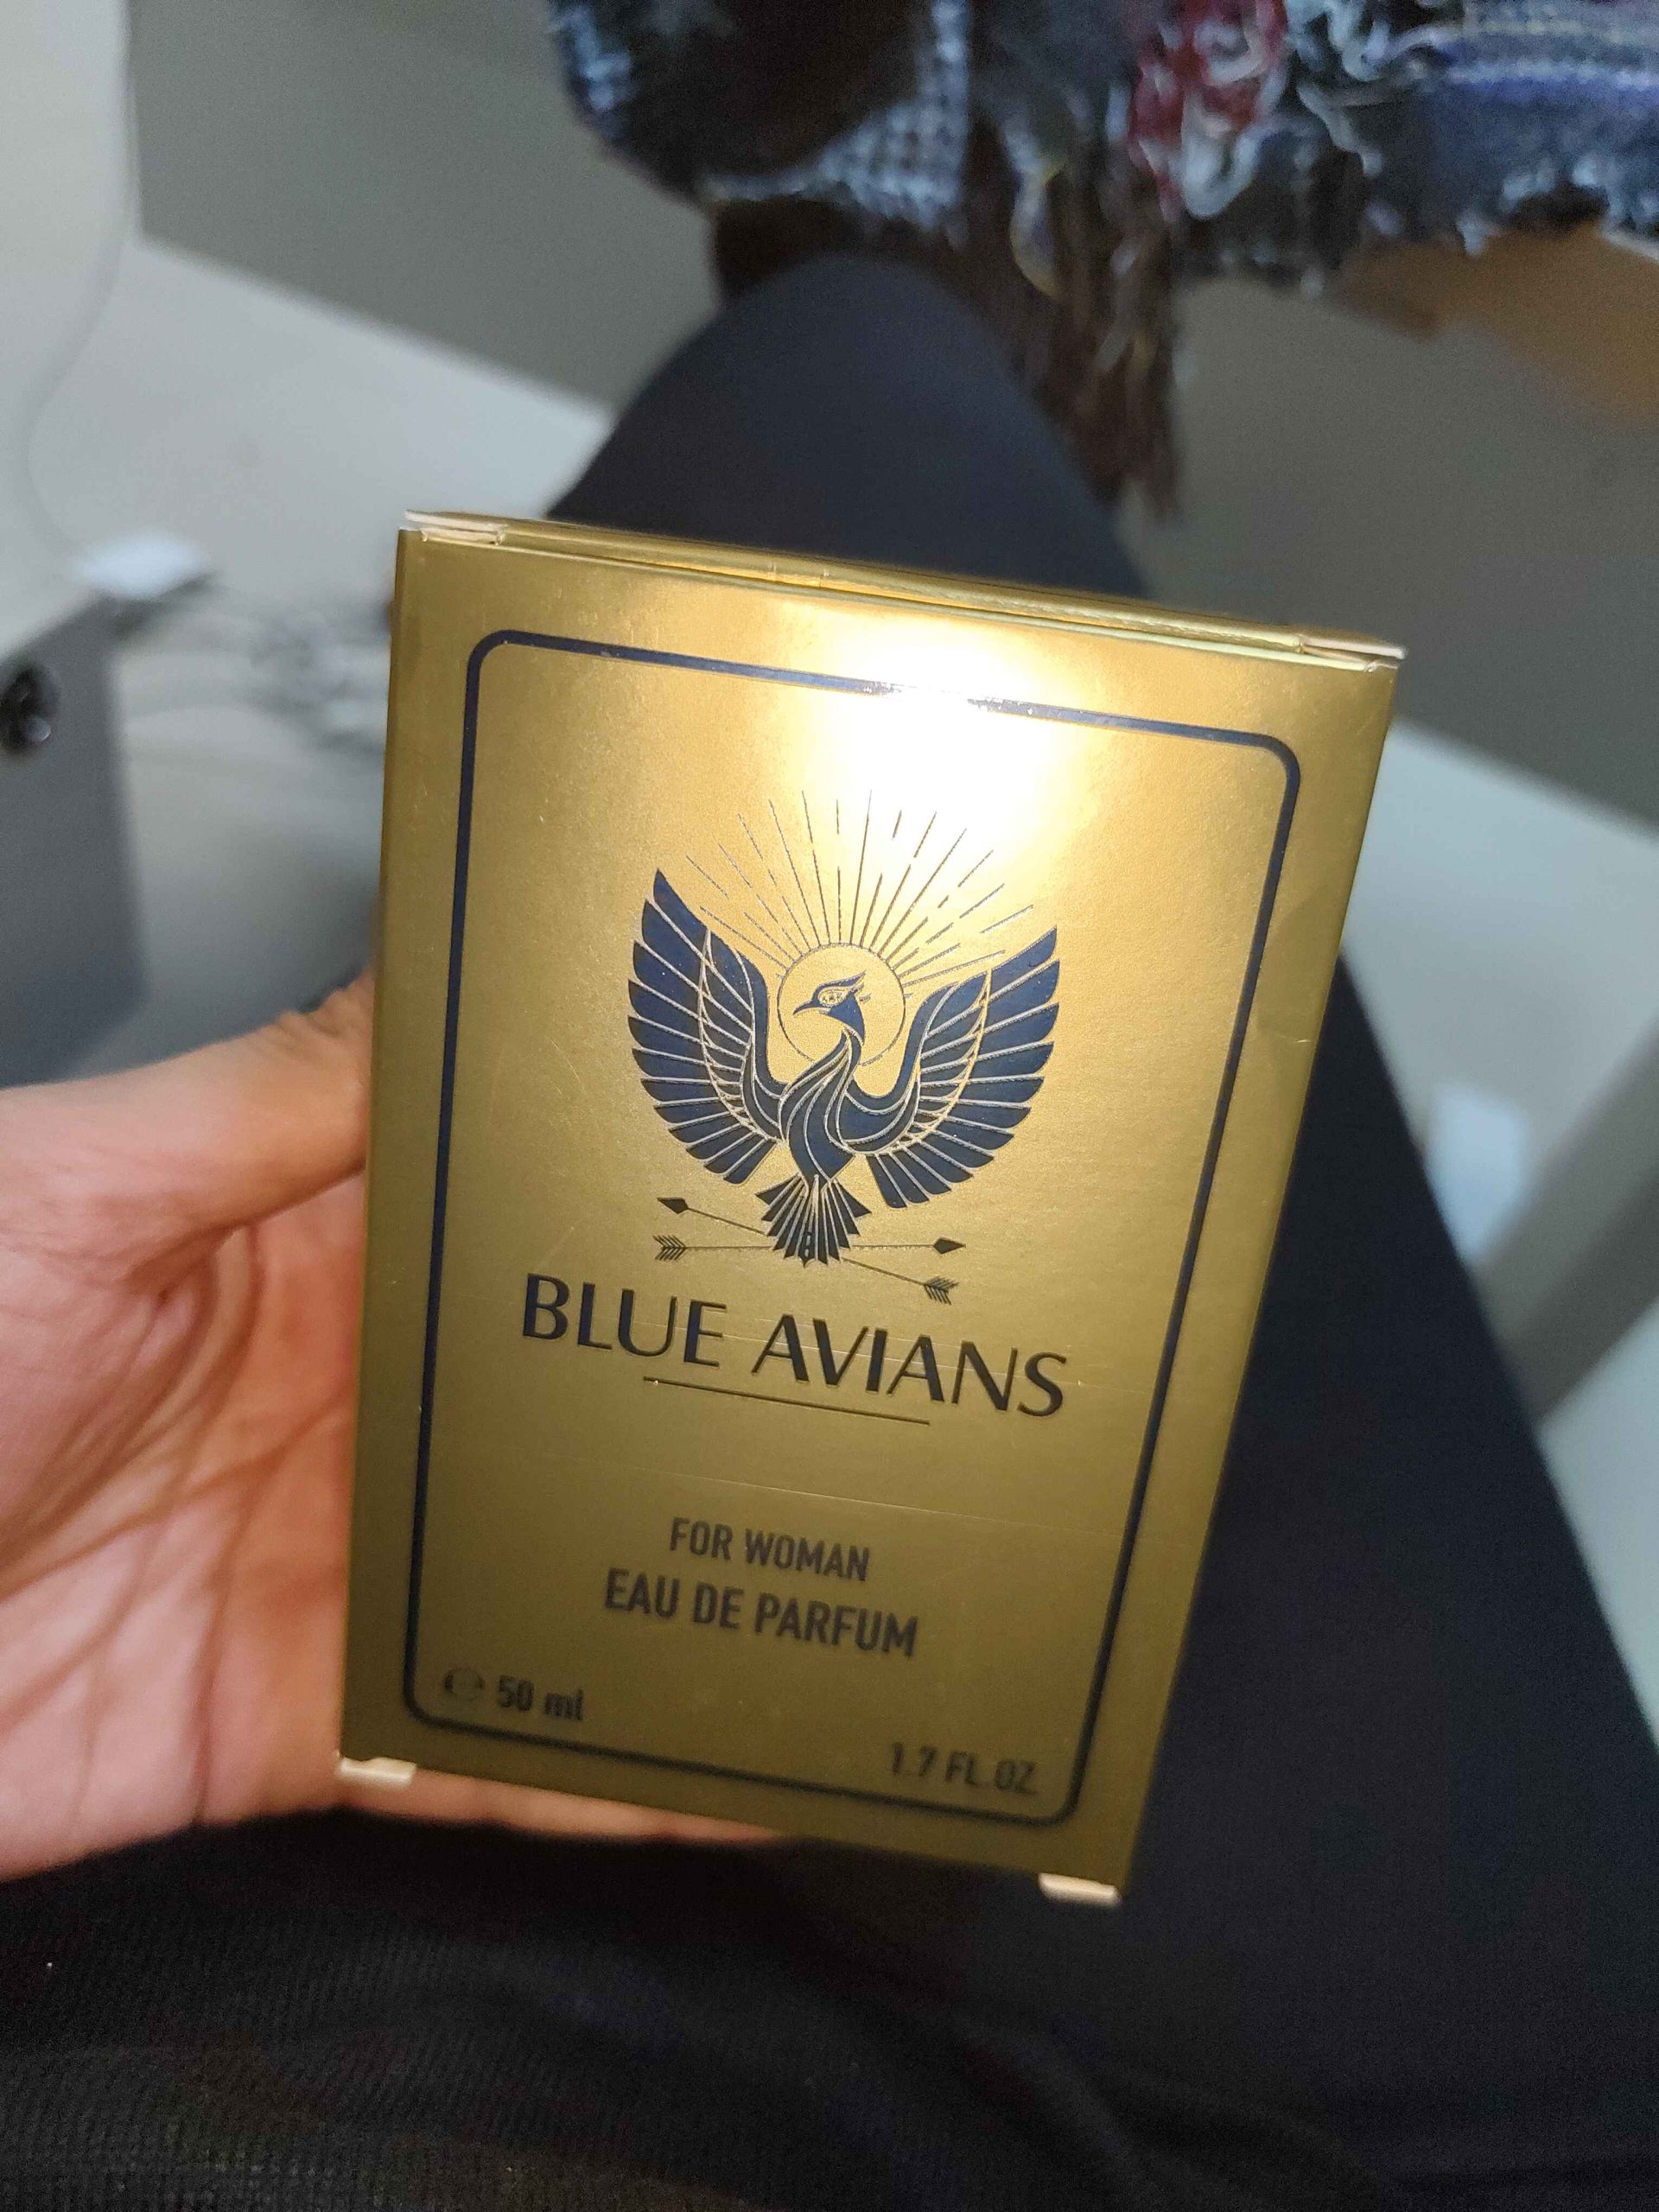 BLUE AVIANS
FOR WOMAN
EAU DE PARFUM
℮ 50 ml
1.7 FL.OZ